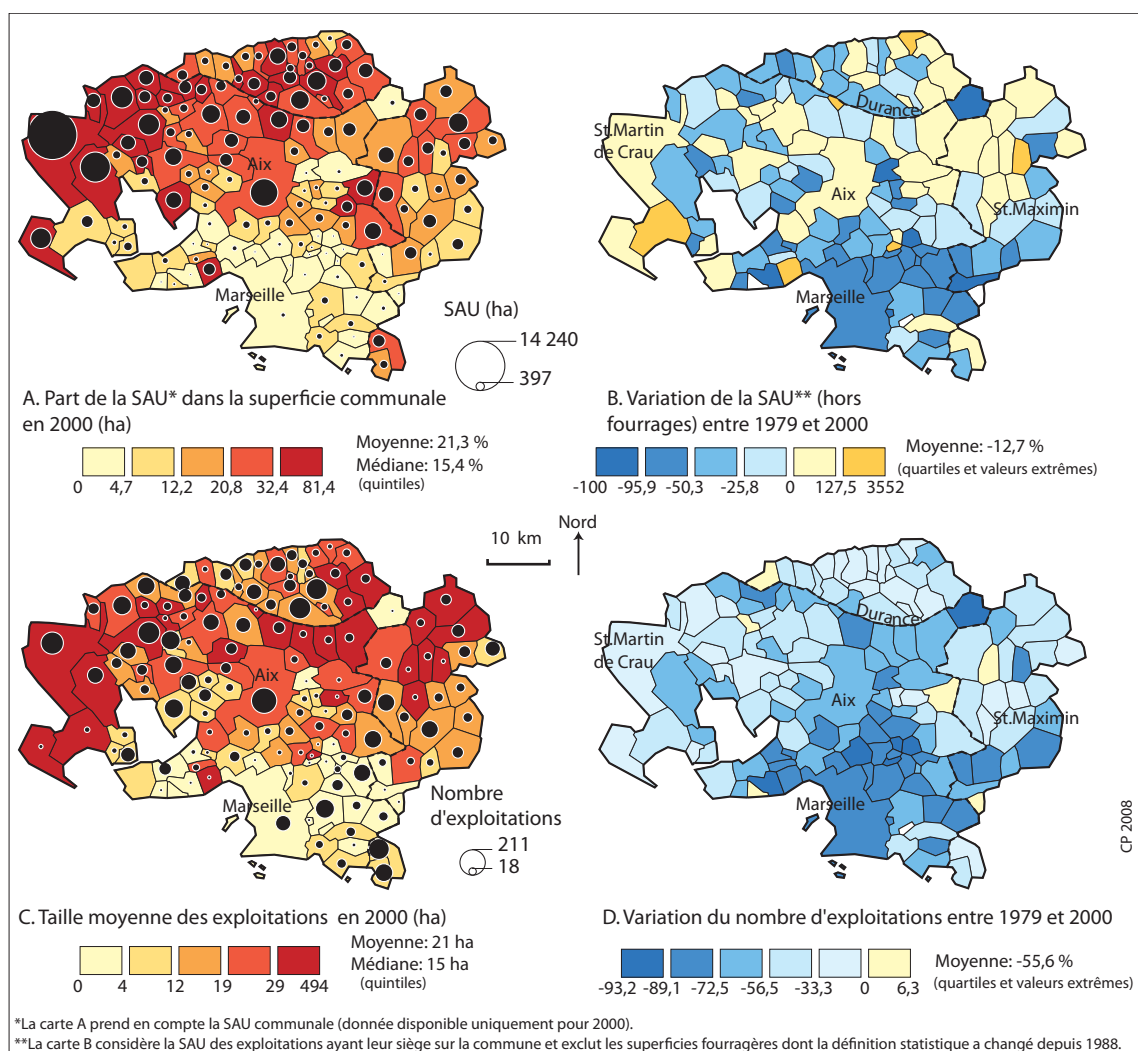 Aix
Marseille
SAU (ha)
14 240
397
A. Part de la SAU* dans la superficie communale
en 2000 (ha)
0 4,7 12,2 20,8 32,4 81,4
Moyenne: 21,3 %
Médiane: 15,4 %
(quintiles)
Durance
St.Martin
de Crau
Aix
St.Maximin
Marseille
B. Variation de la SAU** (hors
fourrages) entre 1979 et 2000
-100 -95,9 -50,3 -25,8 0 127,5 3552
Moyenne: -12,7 %
(quartiles et valeurs extrêmes)
10 km
Nord
Aix
Marseille
Nombre
d'exploitations
211
18
C. Taille moyenne des exploitations en 2000 (ha)
0 4 12 19 29 494
Moyenne: 21 ha
Médiane: 15 ha
(quintiles)
Durance
St.Martin
de Crau
Aix
St.Maximin
Marseille
D. Variation du nombre d'exploitations entre 1979 et 2000
-93,2 -89,1 -72,5 -56,5 -33,3 0 6,3
Moyenne: -55,6 %
(quartiles et valeurs extrêmes)
CP 2008
*La carte A prend en compte la SAU communale (donnée disponible uniquement pour 2000).
**La carte B considère la SAU des exploitations ayant leur siège sur la commune et exclut les superficies fourragères dont la définition statistique a changé depuis 1988.